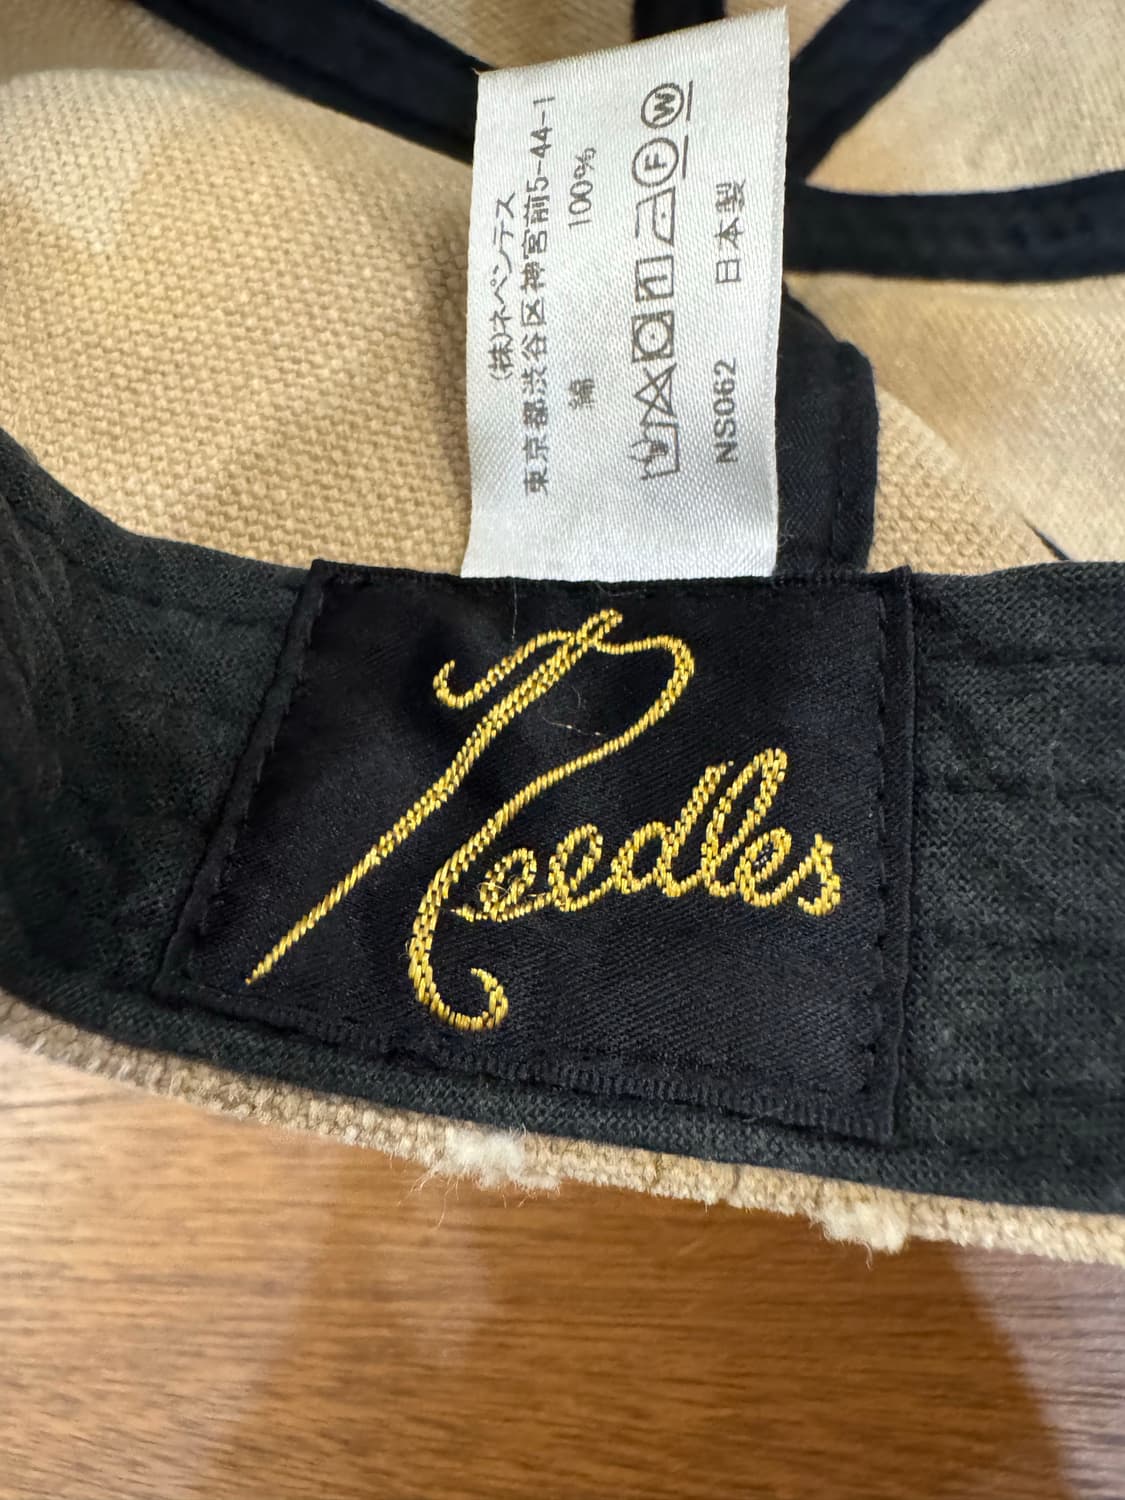 (株)ネペンテス
東京都渋谷区神宮前5-44-1
綿 100%
F W
NS062 日本製
Needles